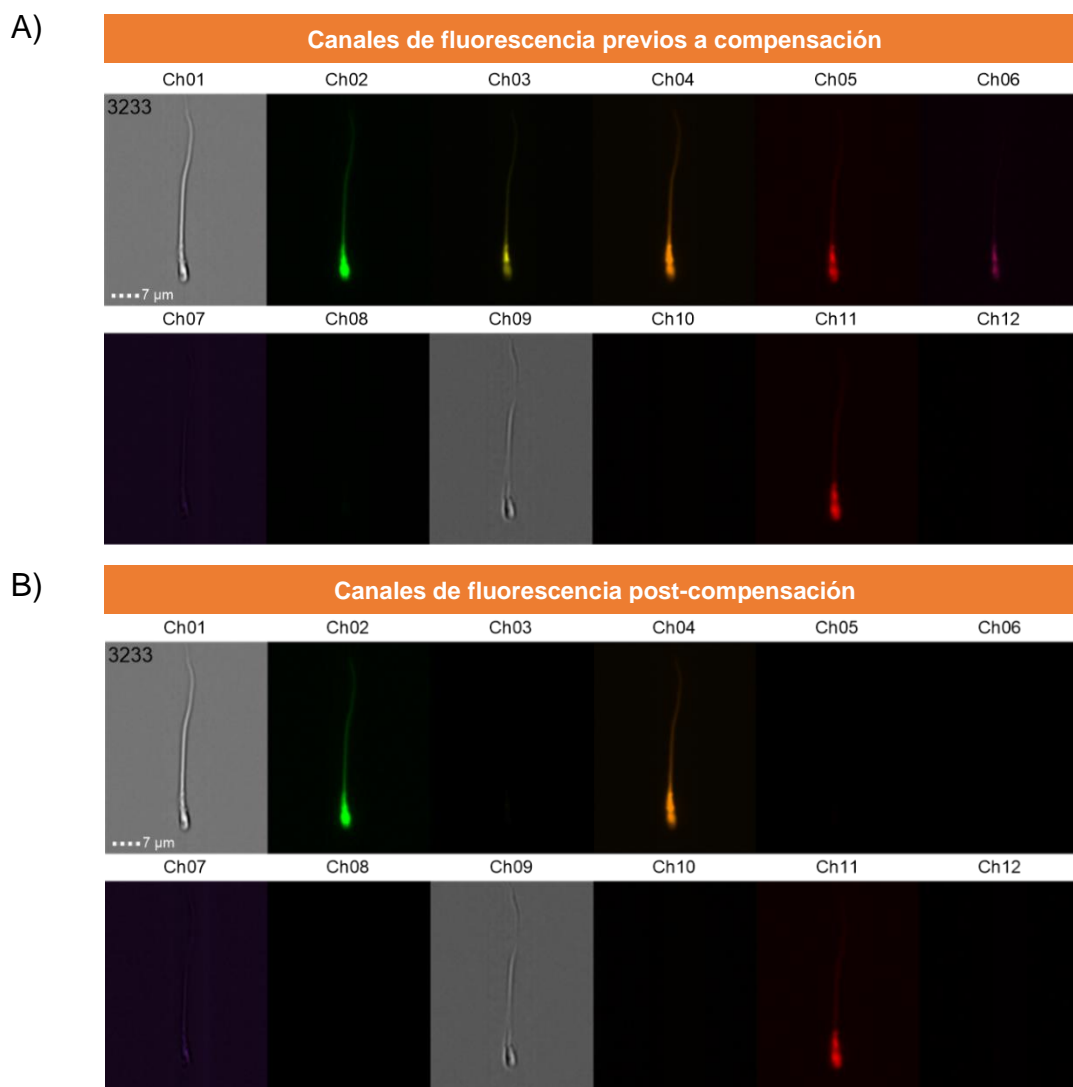 A)
Canales de fluorescencia previos a compensación
Ch01 Ch02 Ch03 Ch04 Ch05 Ch06
3233
7 µm
Ch07 Ch08 Ch09 Ch10 Ch11 Ch12
B)
Canales de fluorescencia post-compensación
Ch01 Ch02 Ch03 Ch04 Ch05 Ch06
3233
7 µm
Ch07 Ch08 Ch09 Ch10 Ch11 Ch12